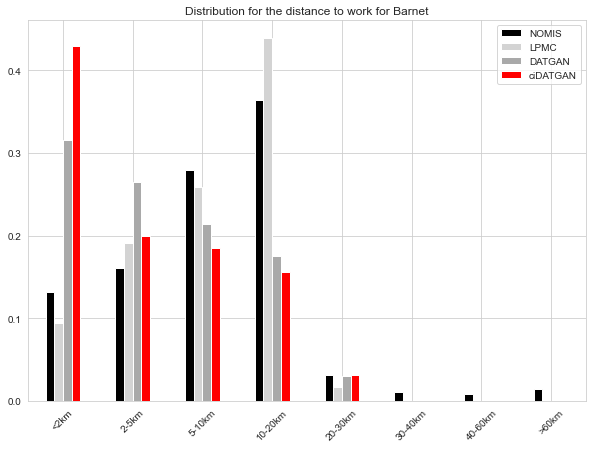 Distribution for the distance to work for Barnet
NOMIS
LPMC
DATGAN
ciDATGAN
0.4
0.3
0.2
0.1
0.0
<2km
2-5km
5-10km
10-20km
20-30km
30-40km
40-60km
>60km